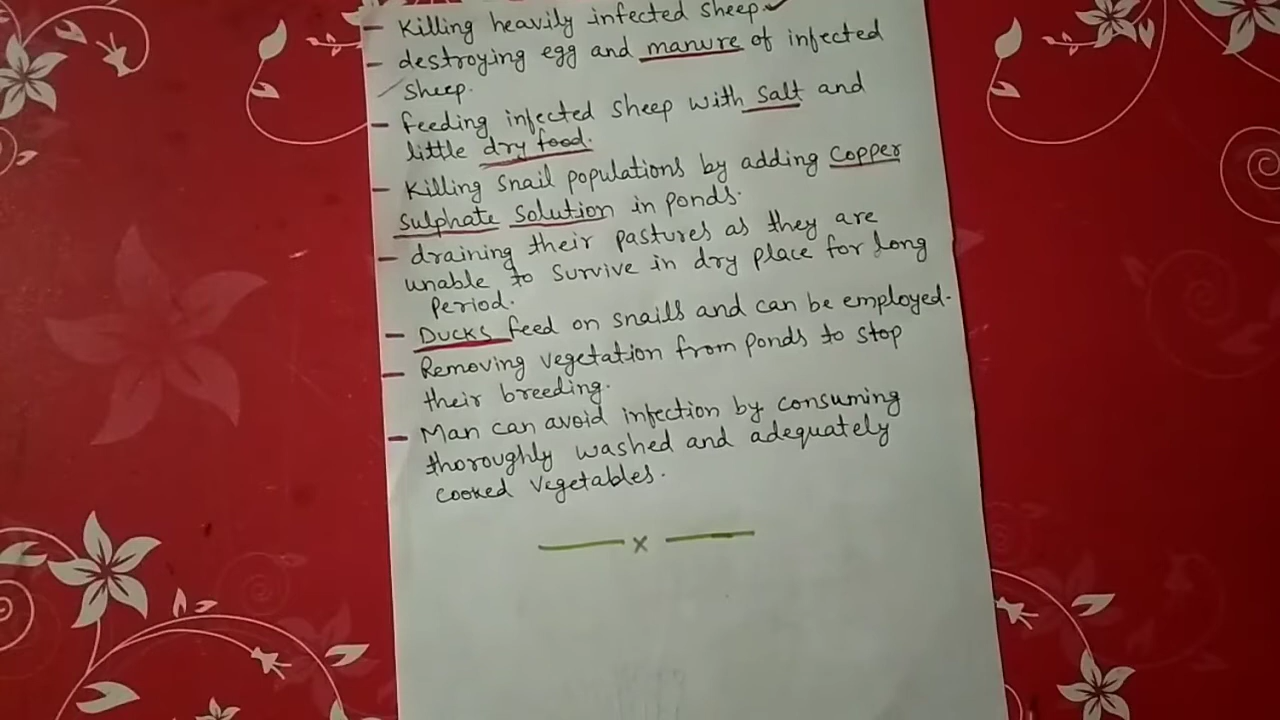 - Killing heavily infected sheep.
- destroying egg and manure of infected
sheep.
- feeding infected sheep with salt and
little dry food.
- Killing snail populations by adding copper
sulphate solution in ponds.
- draining their pastures as they are
unable to survive in dry place for long
period.
- Ducks feed on snails and can be employed.
- Removing vegetation from ponds to stop
their breeding.
- Man can avoid infection by consuming
thoroughly washed and adequately
cooked vegetables.
x